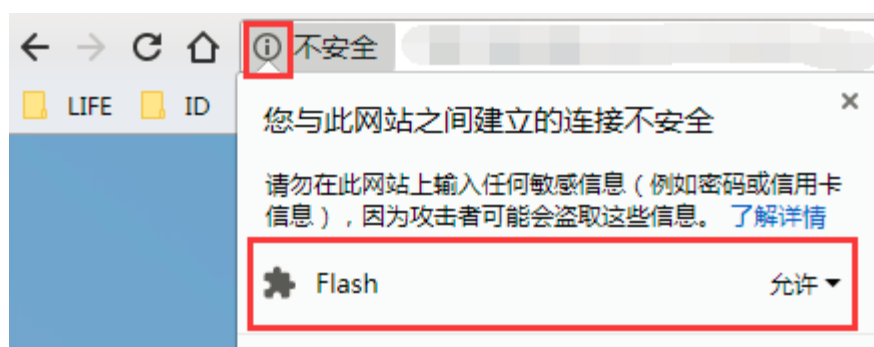 不安全
LIFE ID
您与此网站之间建立的连接不安全
请勿在此网站上输入任何敏感信息（例如密码或信用卡
信息），因为攻击者可能会盗取这些信息。 了解详情
Flash 允许